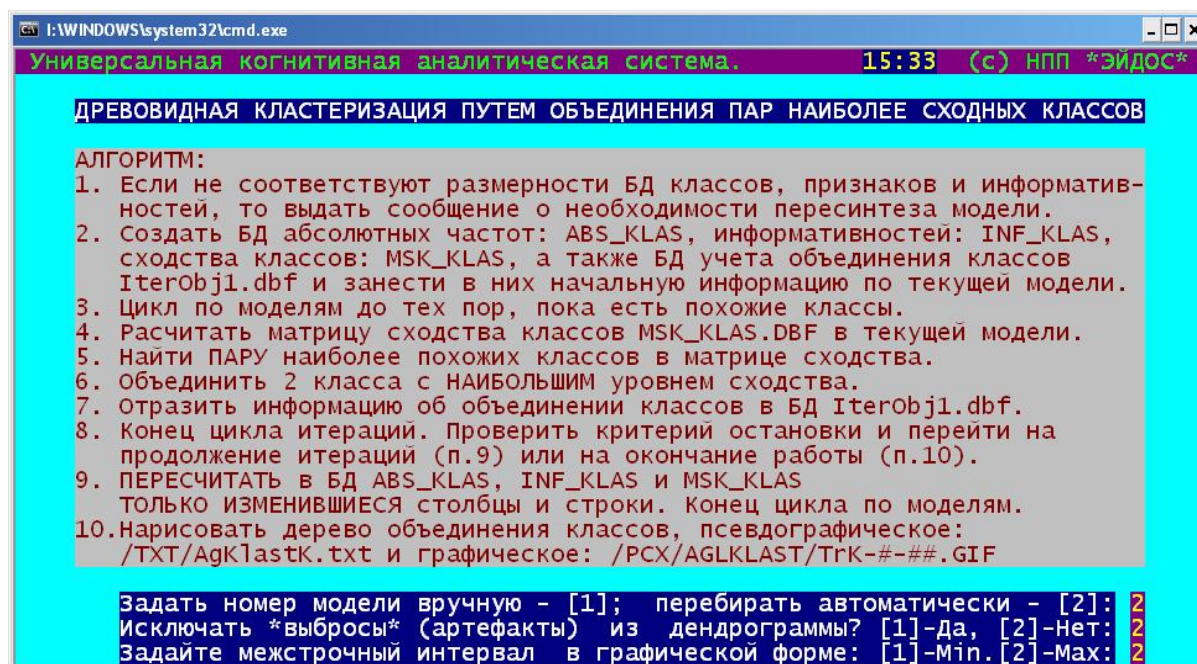 I:\WINDOWS\system32\cmd.exe
Универсальная когнитивная аналитическая система. 15:33 (с) НПП *ЭЙДОС*
ДРЕВОВИДНАЯ КЛАСТЕРИЗАЦИЯ ПУТЕМ ОБЪЕДИНЕНИЯ ПАР НАИБОЛЕЕ СХОДНЫХ КЛАССОВ
АЛГОРИТМ:
1. Если не соответствуют размерности БД классов, признаков и информатив-
ностей, то выдать сообщение о необходимости пересинтеза модели.
2. Создать БД абсолютных частот: ABS_KLAS, информативностей: INF_KLAS,
сходства классов: MSK_KLAS, а также БД учета объединения классов
IterObj1.dbf и занести в них начальную информацию по текущей модели.
3. Цикл по моделям до тех пор, пока есть похожие классы.
4. Расчитать матрицу сходства классов MSK_KLAS.DBF в текущей модели.
5. Найти ПАРУ наиболее похожих классов в матрице сходства.
6. Объединить 2 класса с НАИБОЛЬШИМ уровнем сходства.
7. Отразить информацию об объединении классов в БД IterObj1.dbf.
8. Конец цикла итераций. Проверить критерий остановки и перейти на
продолжение итераций (п.9) или на окончание работы (п.10).
9. ПЕРЕСЧИТАТЬ в БД ABS_KLAS, INF_KLAS и MSK_KLAS
ТОЛЬКО ИЗМЕНИВШИЕСЯ столбцы и строки. Конец цикла по моделям.
10.Нарисовать дерево объединения классов, псевдографическое:
/TXT/AgKlastK.txt и графическое: /PCX/AGLKLAST/TrK-#-##.GIF
Задать номер модели вручную - [1]; перебирать автоматически - [2]: 2
Исключать *выбросы* (артефакты) из дендрограммы? [1]-Да, [2]-Нет: 2
Задайте межстрочный интервал в графической форме: [1]-Min.[2]-Max: 2